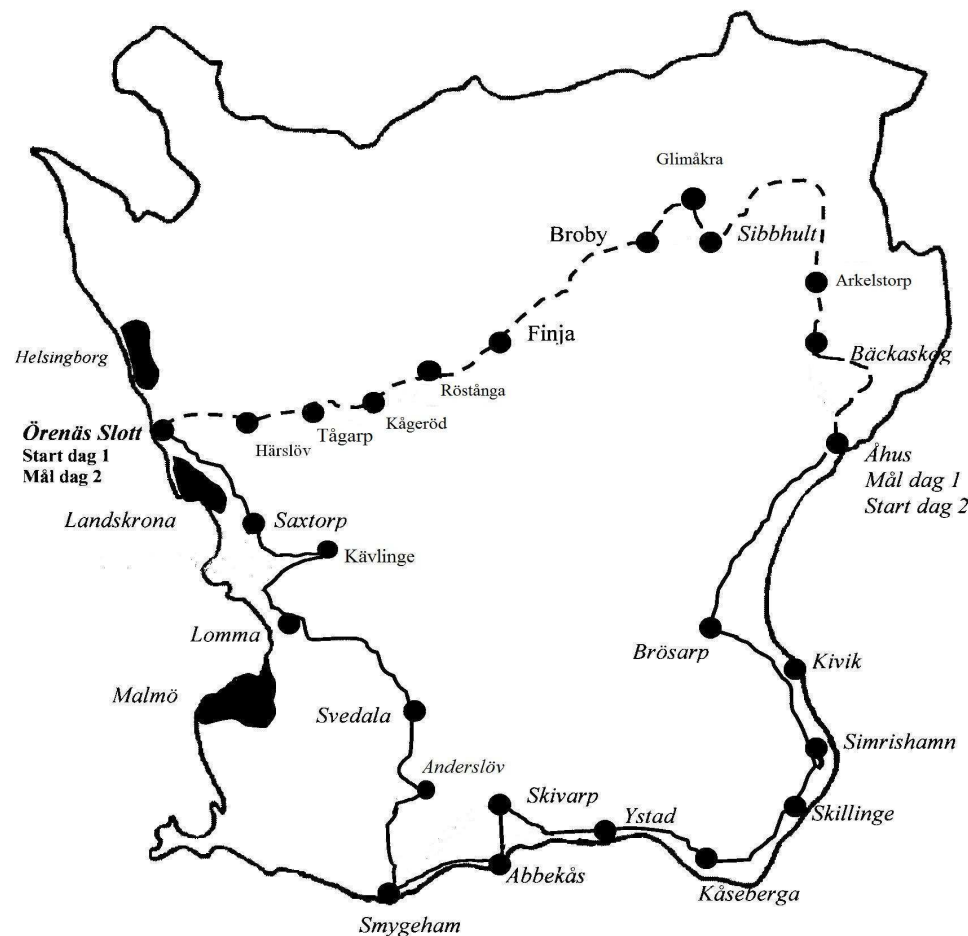 Glimåkra
Broby
Sibbhult
Arkelstorp
Finja
Bäckaskog
Helsingborg
Röstånga
Kågeröd
Tågarp
Härslöv
Örenäs Slott
Start dag 1
Mål dag 2
Åhus
Mål dag 1
Start dag 2
Landskrona
Saxtorp
Kävlinge
Lomma
Brösarp
Kivik
Malmö
Svedala
Simrishamn
Anderslöv
Skivarp
Ystad
Skillinge
Abbekås
Kåseberga
Smygeham